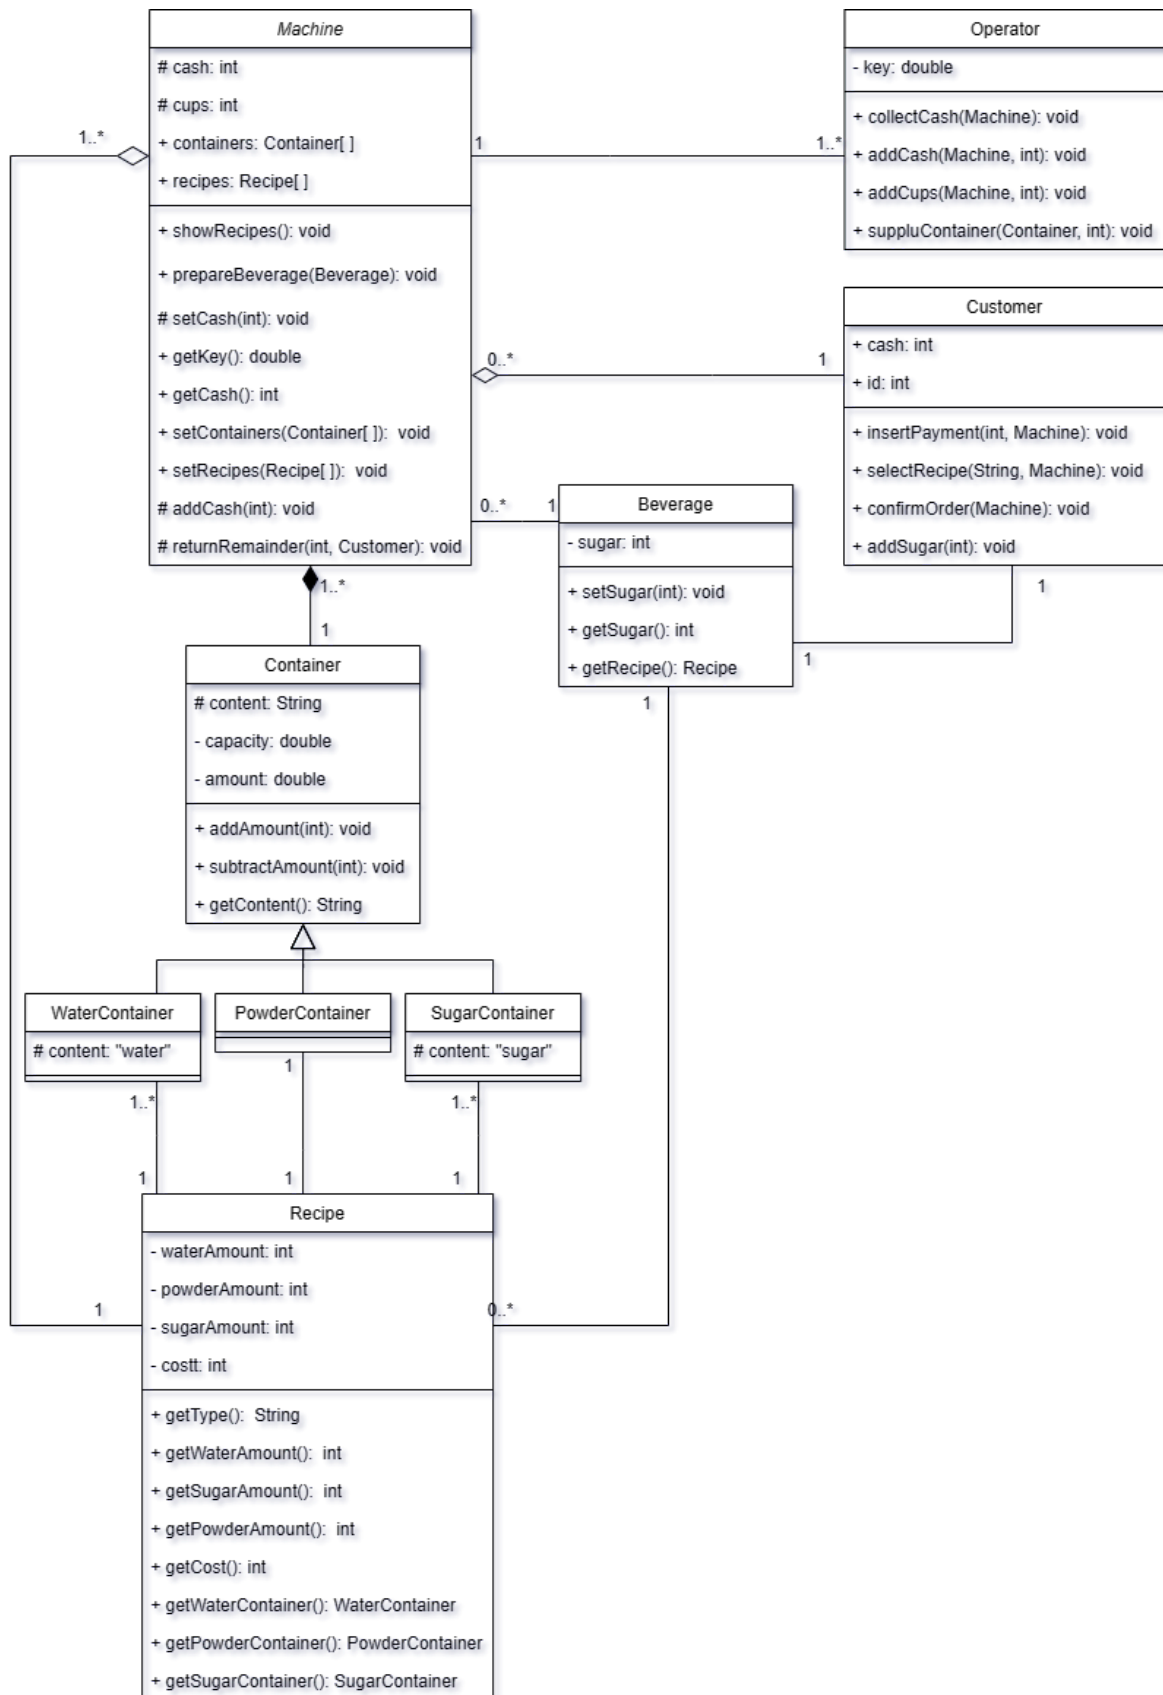 Machine
# cash: int
# cups: int
+ containers: Container[ ]
+ recipes: Recipe[ ]
+ showRecipes(): void
+ prepareBeverage(Beverage): void
# setCash(int): void
+ getKey(): double
+ getCash(): int
+ setContainers(Container[ ]): void
+ setRecipes(Recipe[ ]): void
# addCash(int): void
# returnRemainder(int, Customer): void
Operator
- key: double
+ collectCash(Machine): void
+ addCash(Machine, int): void
+ addCups(Machine, int): void
+ suppluContainer(Container, int): void
1..*
1
1..*
Customer
+ cash: int
+ id: int
+ insertPayment(int, Machine): void
+ selectRecipe(String, Machine): void
+ confirmOrder(Machine): void
+ addSugar(int): void
0..*
1
0..*
1
Beverage
- sugar: int
+ setSugar(int): void
+ getSugar(): int
+ getRecipe(): Recipe
1
1
1
1..*
1
Container
# content: String
- capacity: double
- amount: double
+ addAmount(int): void
+ subtractAmount(int): void
+ getContent(): String
WaterContainer
# content: "water"
PowderContainer
SugarContainer
# content: "sugar"
1..*
1
1..*
1
1
1
Recipe
- waterAmount: int
- powderAmount: int
- sugarAmount: int
- costt: int
+ getType(): String
+ getWaterAmount(): int
+ getSugarAmount(): int
+ getPowderAmount(): int
+ getCost(): int
+ getWaterContainer(): WaterContainer
+ getPowderContainer(): PowderContainer
+ getSugarContainer(): SugarContainer
1
0..*